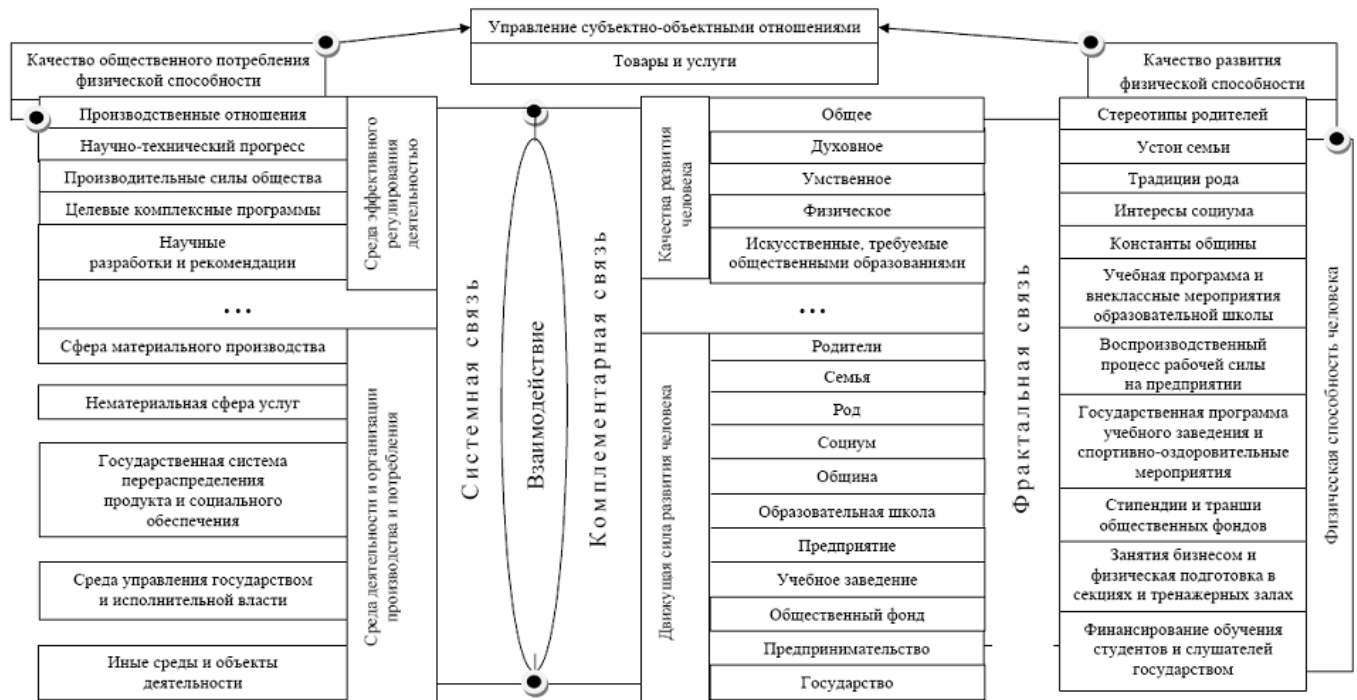 Управление субъектно-объектными отношениями
Товары и услуги
Качество общественного потребления
физической способности
Производственные отношения
Научно-технический прогресс
Производительные силы общества
Целевые комплексные программы
Научные
разработки и рекомендации
...
Сфера материального производства
Нематериальная сфера услуг
Государственная система
перераспределения
продукта и социального
обеспечения
Среда управления государством
и исполнительной власти
Иные среды и объекты
деятельности
Среда эффективного
регулирования
деятельностью
Среда деятельности и организации
производства и потребления
Системная связь
Взаимодействие
Комплементарная связь
Качества развития
человека
Движущая сила развития человека
Общее
Духовное
Умственное
Физическое
Искусственные, требуемые
общественными образованиями
...
Родители
Семья
Род
Социум
Община
Образовательная школа
Предприятие
Учебное заведение
Общественный фонд
Предпринимательство
Государство
Фрактальная связь
Качество развития
физической способности
Стереотипы родителей
Устои семьи
Традиции рода
Интересы социума
Константы общины
Учебная программа и
внеклассные мероприятия
образовательной школы
Воспроизводственный
процесс рабочей силы
на предприятии
Государственная программа
учебного заведения и
спортивно-оздоровительные
мероприятия
Стипендии и транши
общественных фондов
Занятия бизнесом и
физическая подготовка в
секциях и тренажерных залах
Финансирование обучения
студентов и слушателей
государством
Физическая способность человека